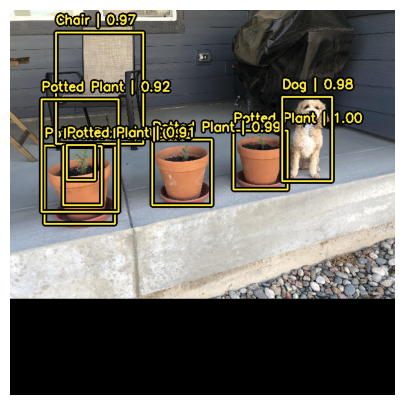 Chair | 0.97
Potted Plant | 0.92
Dog | 0.98
Potted Plant | 1.00
Potted Plant | 0.99
Potted Plant | 0.91